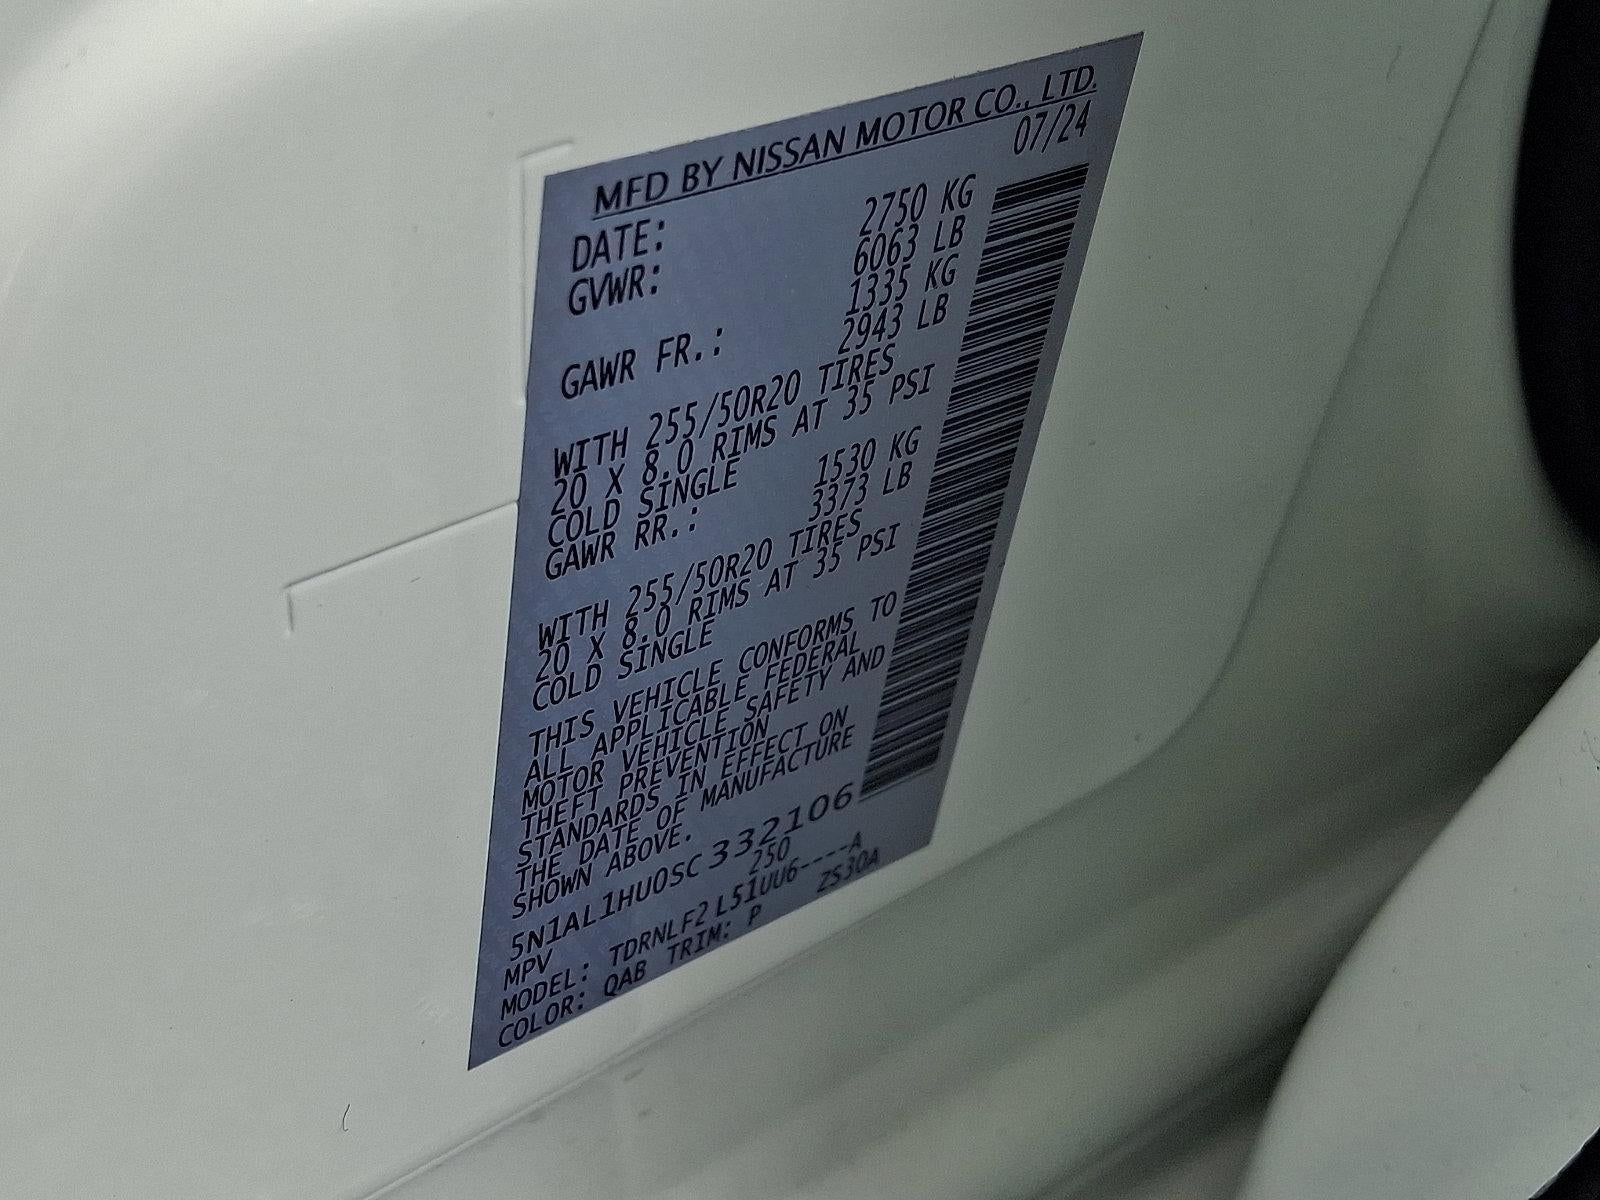 MFD BY NISSAN MOTOR CO., LTD.
DATE: 07/24
GVWR: 2750 KG
6063 LB
GAWR FR.: 1335 KG
2943 LB
WITH 255/50R20 TIRES
20 X 8.0 RIMS AT 35 PSI
COLD SINGLE
GAWR RR.: 1530 KG
3373 LB
WITH 255/50R20 TIRES
20 X 8.0 RIMS AT 35 PSI
COLD SINGLE
THIS VEHICLE CONFORMS TO
ALL APPLICABLE FEDERAL
MOTOR VEHICLE SAFETY AND
THEFT PREVENTION
STANDARDS IN EFFECT ON
THE DATE OF MANUFACTURE
SHOWN ABOVE.
5N1AL1HU0SC332106
MPV 250
MODEL: TDRNLF2 L51UU6----A
COLOR: QAB TRIM: P ZS30A